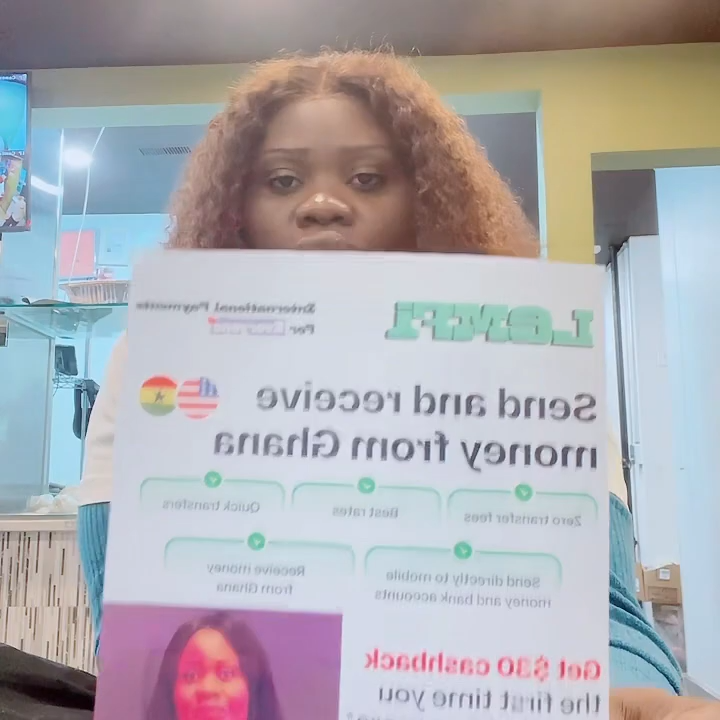 LemFi
International Payments
For
Send and receive
money from Ghana
Zero transfer fees
Best rates
Quick transfers
Send directly to mobile
money and bank accounts
Receive money
from Ghana
Get $30 cashback
the first time you